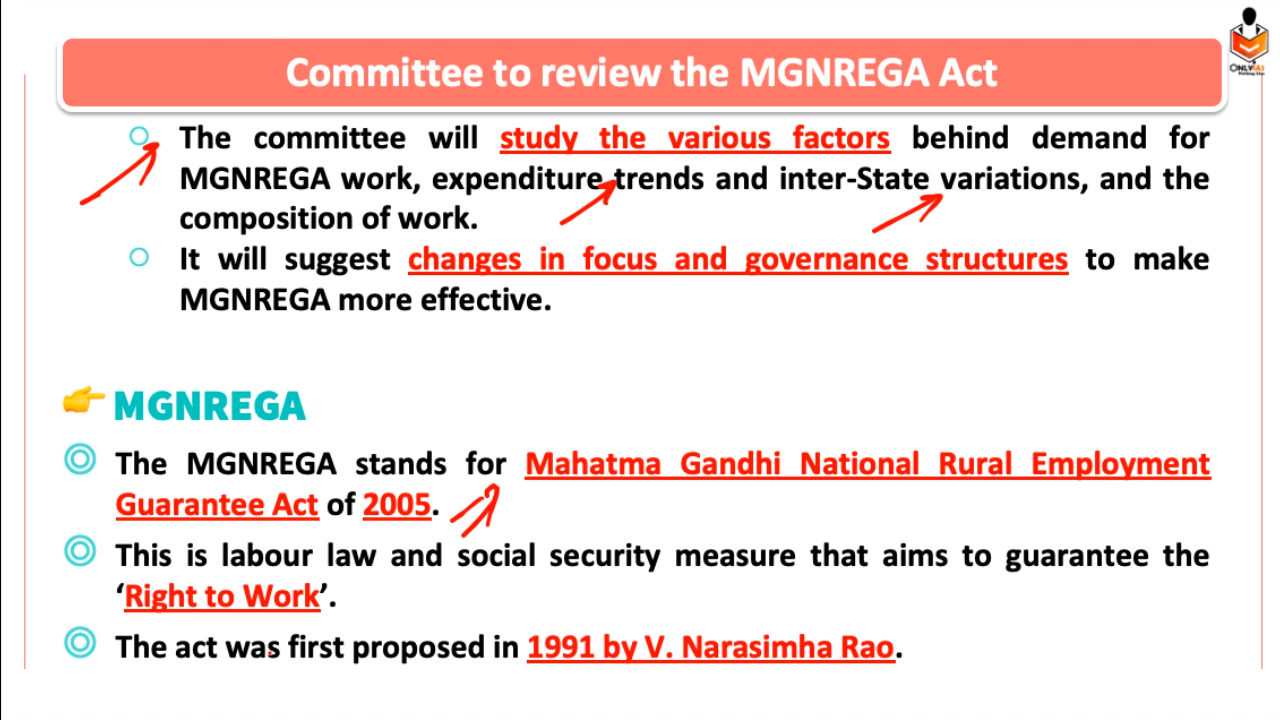 Committee to review the MGNREGA Act
ONLYIAS
The committee will study the various factors behind demand for
MGNREGA work, expenditure trends and inter-State variations, and the
composition of work.
It will suggest changes in focus and governance structures to make
MGNREGA more effective.
MGNREGA
The MGNREGA stands for Mahatma Gandhi National Rural Employment
Guarantee Act of 2005.
This is labour law and social security measure that aims to guarantee the
‘Right to Work’.
The act was first proposed in 1991 by V. Narasimha Rao.